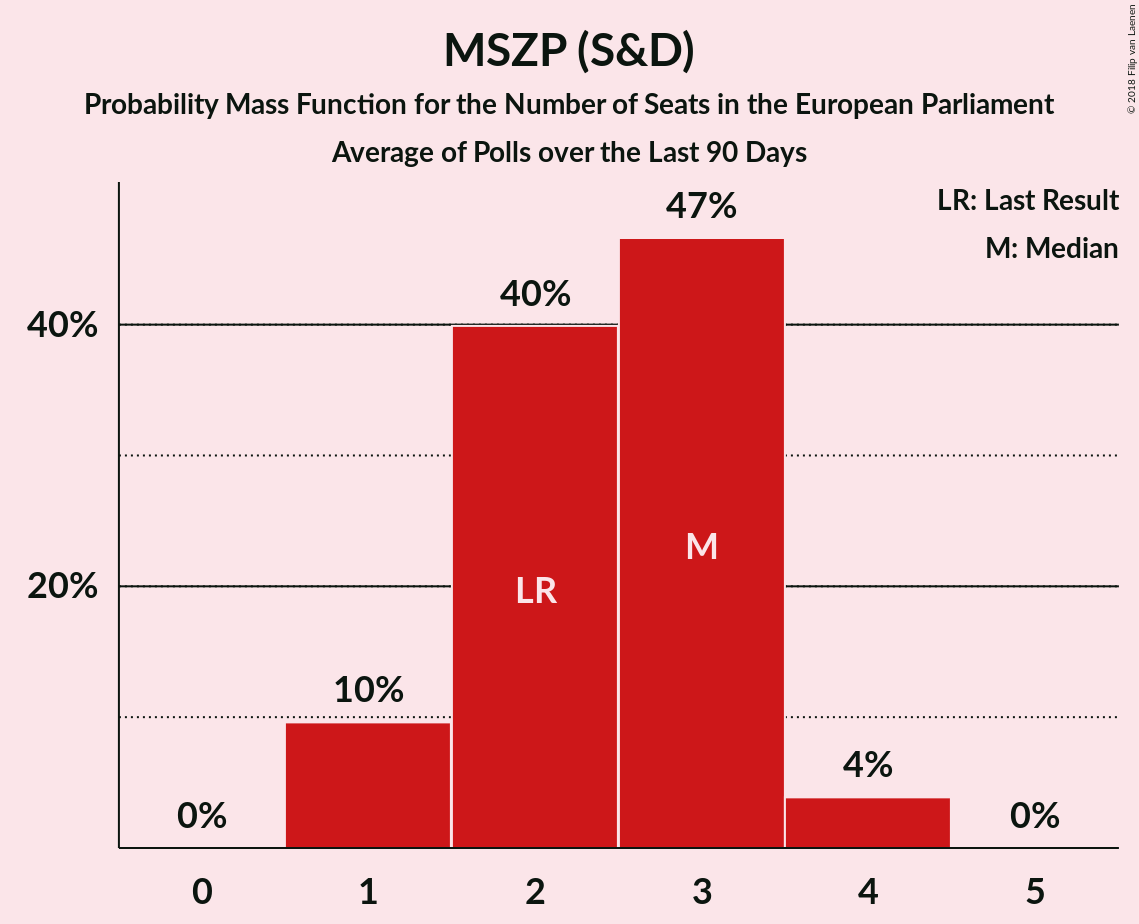 MSZP (S&D)
Probability Mass Function for the Number of Seats in the European Parliament
Average of Polls over the Last 90 Days
© 2018 Filip van Laenen
LR: Last Result
M: Median
47%
40%
40%
M
20%
LR
10%
4%
0%
0%
0 1 2 3 4 5